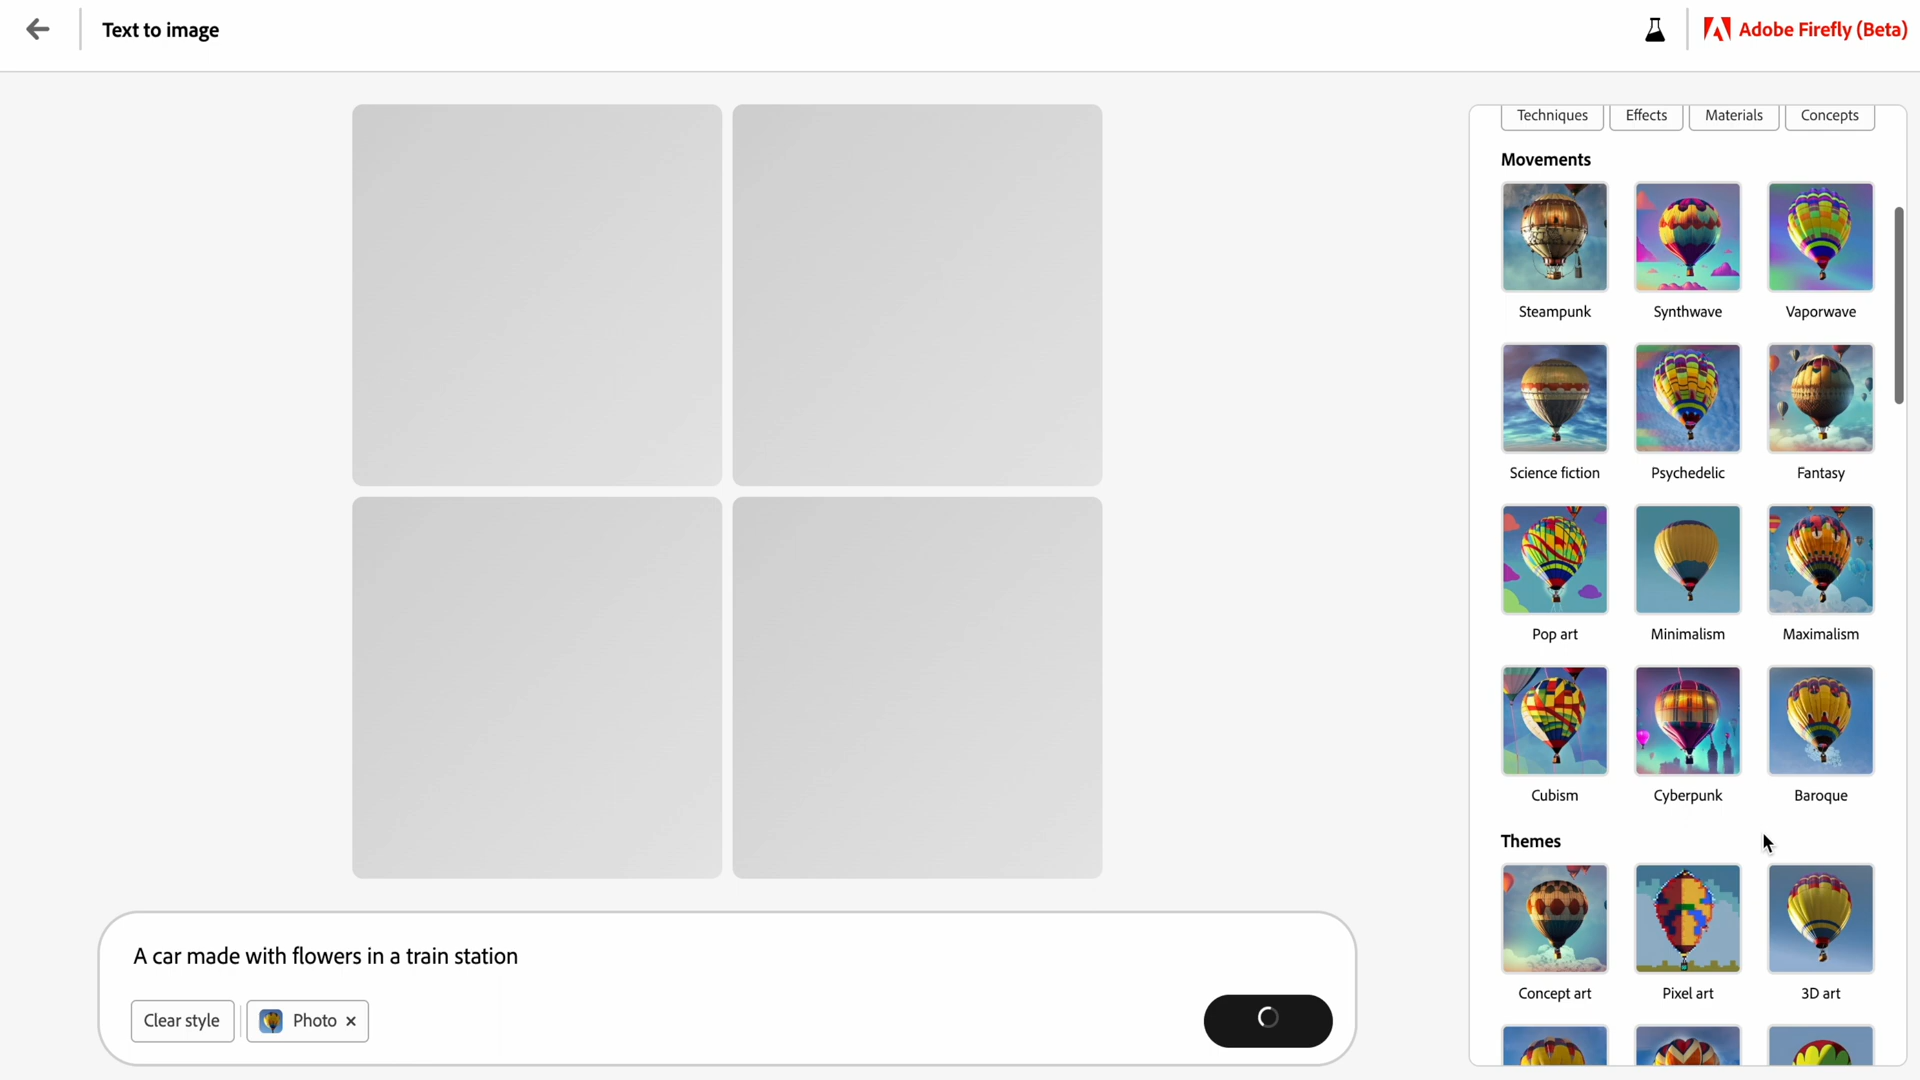 Text to image
Adobe Firefly (Beta)
Techniques
Effects
Materials
Concepts
Movements
Steampunk
Synthwave
Vaporwave
Science fiction
Psychedelic
Fantasy
Pop art
Minimalism
Maximalism
Cubism
Cyberpunk
Baroque
Themes
Concept art
Pixel art
3D art
A car made with flowers in a train station
Clear style
Photo